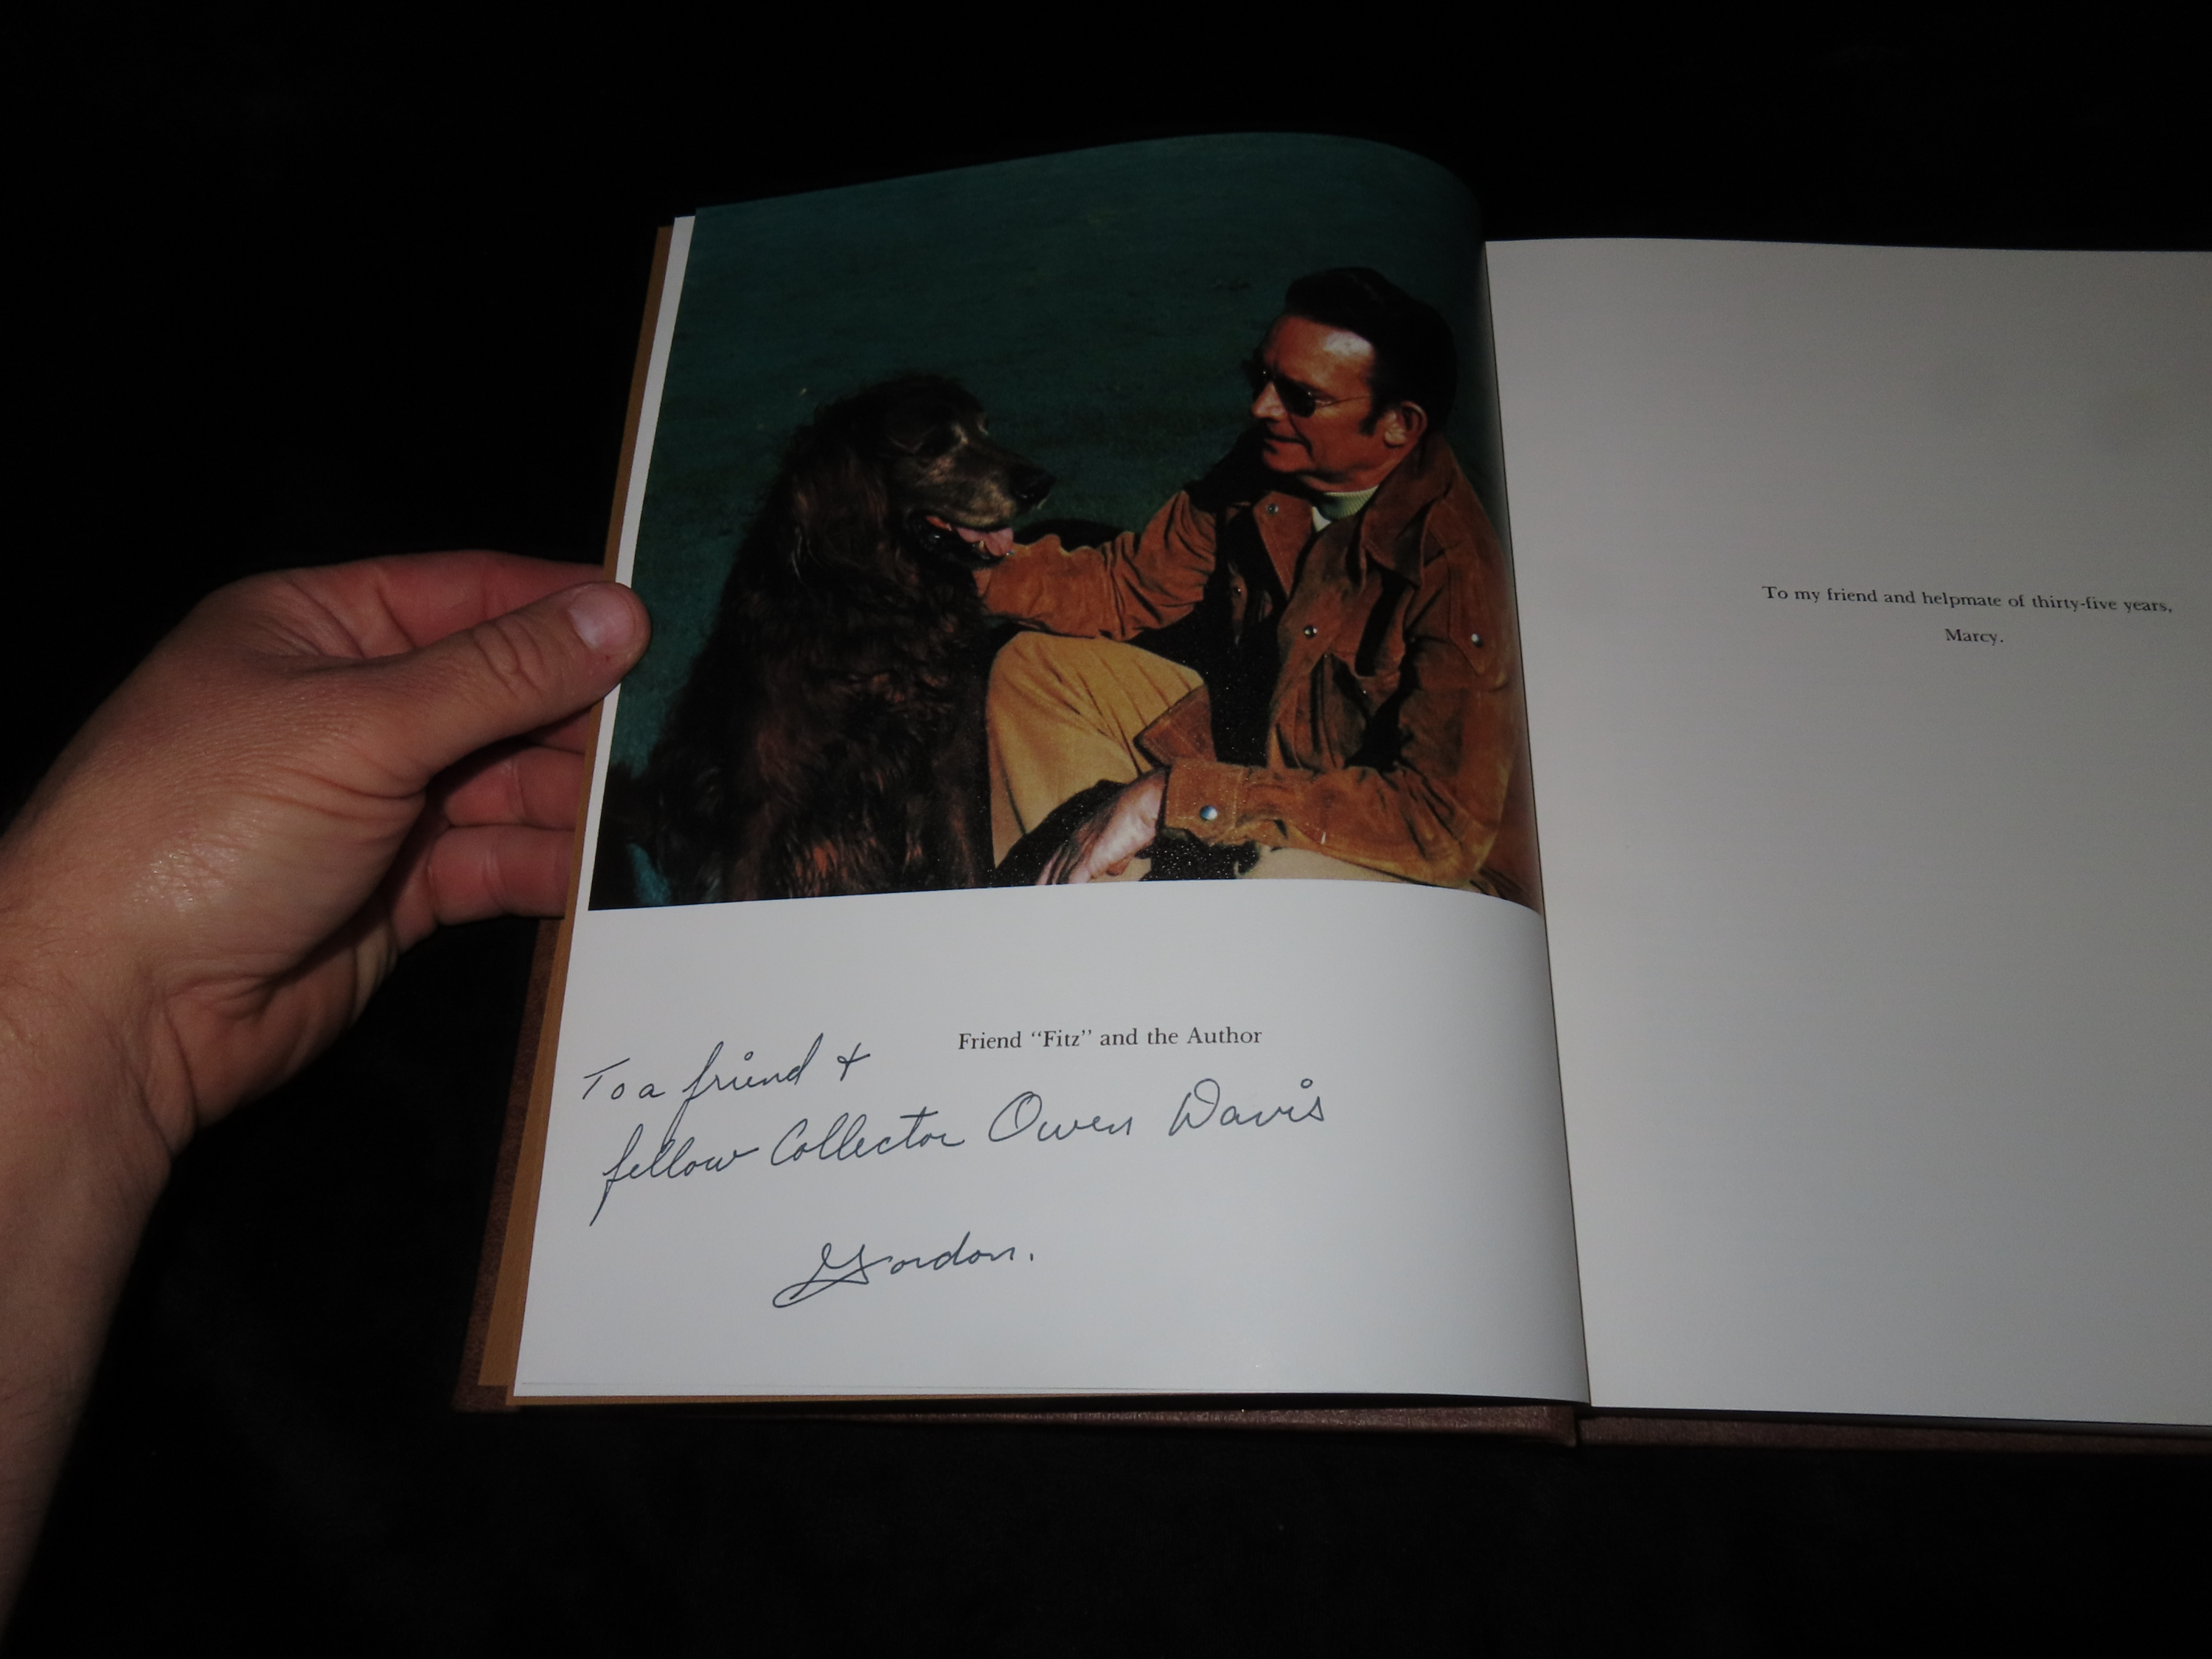 Friend “Fitz” and the Author
To a friend &
fellow Collector Owen Davis
Gordon.
To my friend and helpmate of thirty-five years,
Marcy.